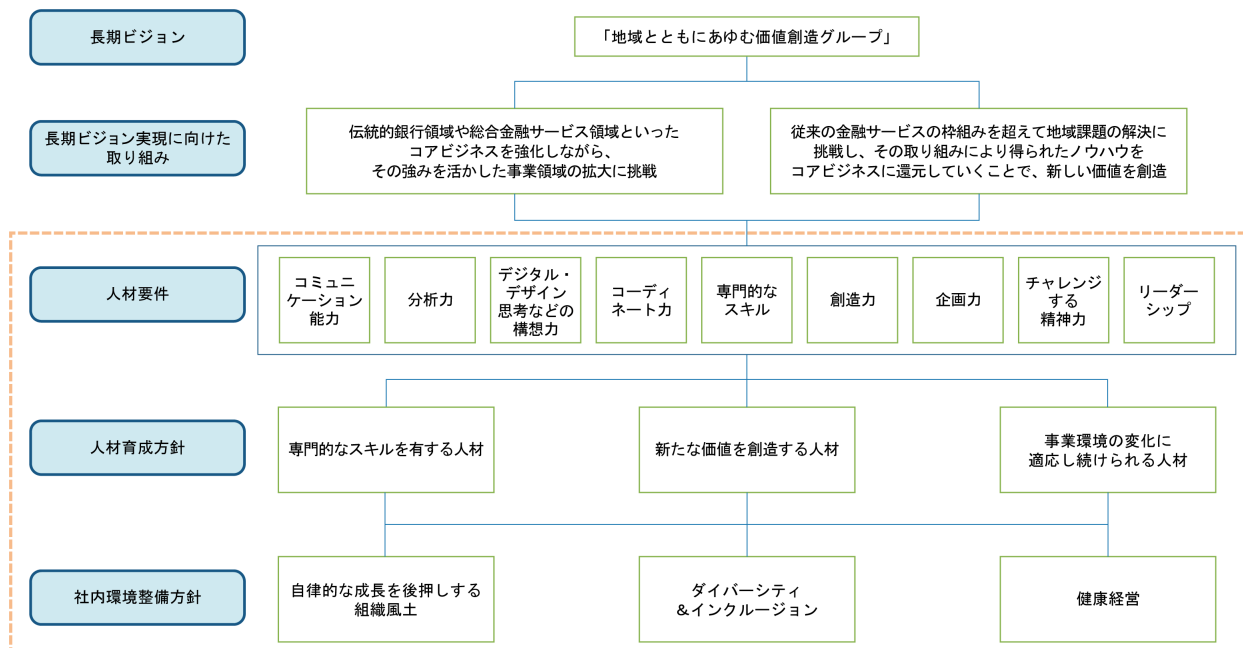 長期ビジョン
「地域とともにあゆむ価値創造グループ」
長期ビジョン実現に向けた
取り組み
伝統的銀行領域や総合金融サービス領域といった
コアビジネスを強化しながら、
その強みを活かした事業領域の拡大に挑戦
従来の金融サービスの枠組みを超えて地域課題の解決に
挑戦し、その取り組みにより得られたノウハウを
コアビジネスに還元していくことで、新しい価値を創造
人材要件
コミュニ
ケーション
能力
分析力
デジタル・
デザイン
思考などの
構想力
コーディ
ネート力
専門的な
スキル
創造力
企画力
チャレンジ
する
精神力
リーダー
シップ
人材育成方針
専門的なスキルを有する人材
新たな価値を創造する人材
事業環境の変化に
適応し続けられる人材
社内環境整備方針
自律的な成長を後押しする
組織風土
ダイバーシティ
&インクルージョン
健康経営